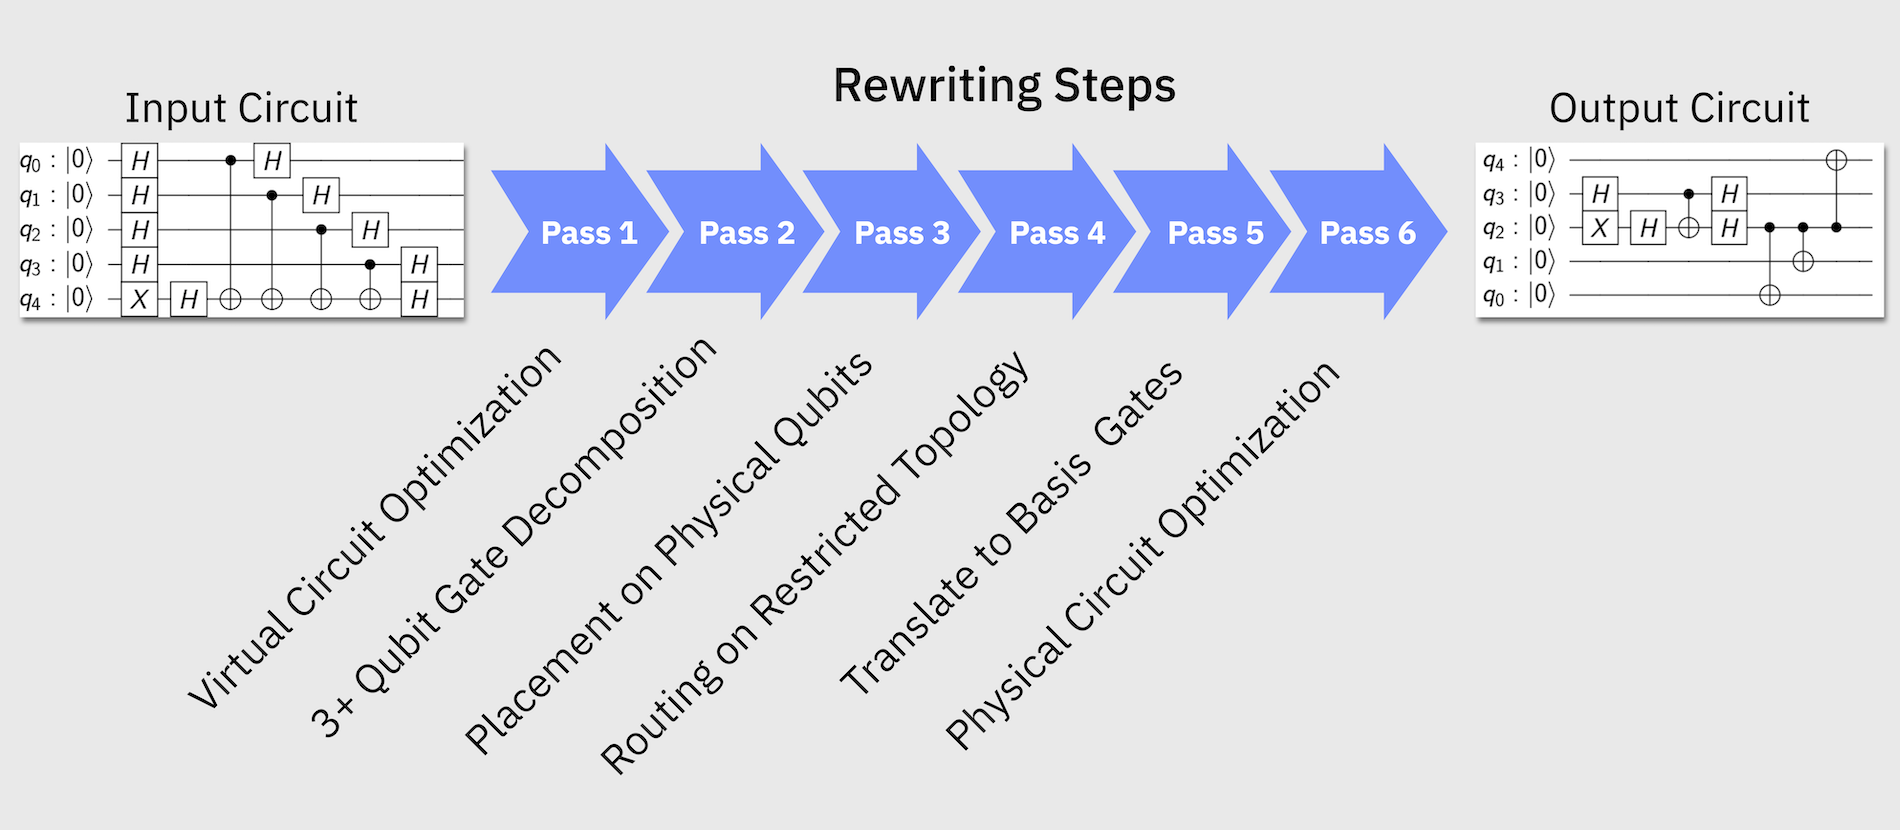 Rewriting Steps
Input Circuit
q0 : |0⟩ H H
q1 : |0⟩ H H
q2 : |0⟩ H H
q3 : |0⟩ H H
q4 : |0⟩ X H H
Pass 1
Pass 2
Pass 3
Pass 4
Pass 5
Pass 6
Output Circuit
q4 : |0⟩
q3 : |0⟩ H H
q2 : |0⟩ X H H
q1 : |0⟩
q0 : |0⟩
Virtual Circuit Optimization
3+ Qubit Gate Decomposition
Placement on Physical Qubits
Routing on Restricted Topology
Translate to Basis Gates
Physical Circuit Optimization